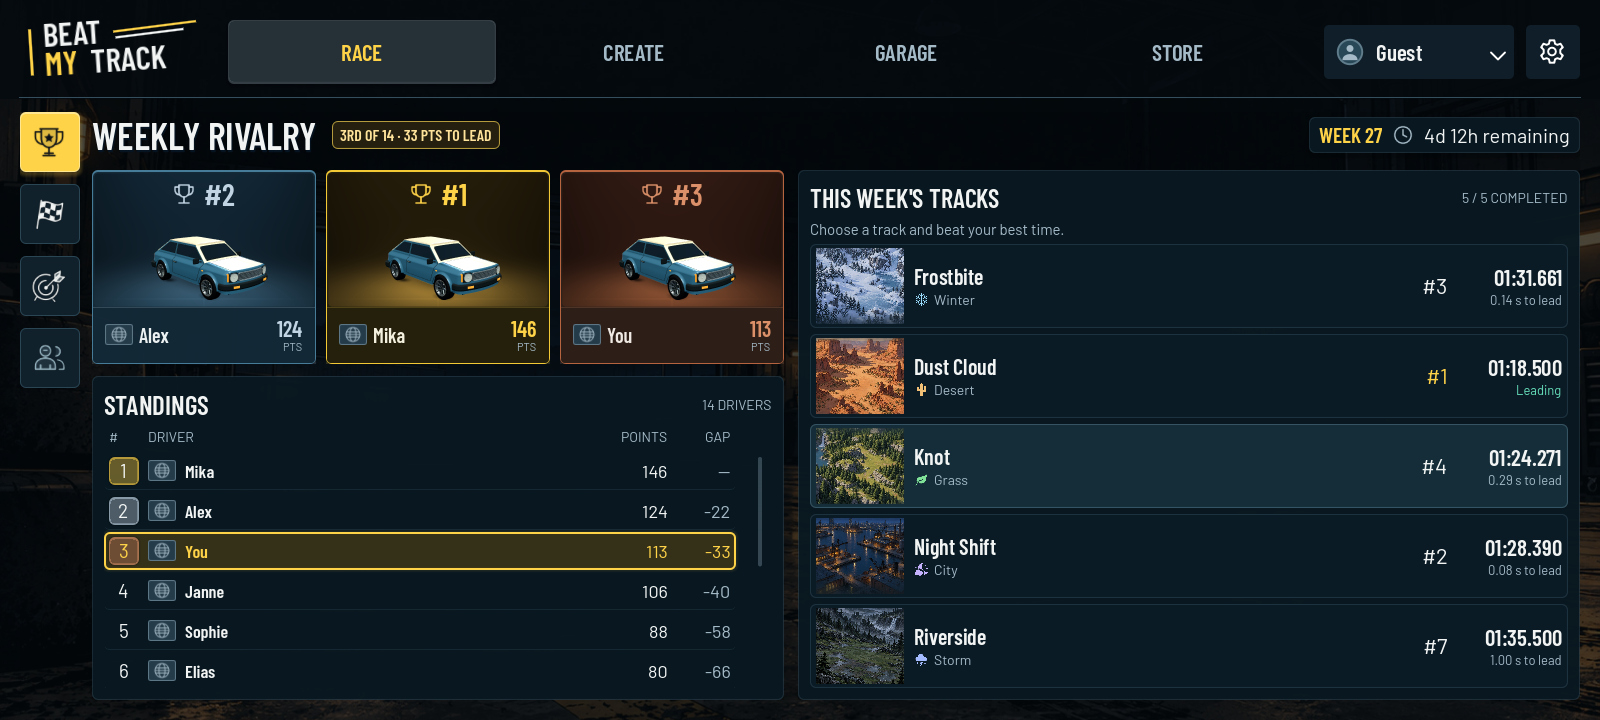 BEAT
MY TRACK
RACE
CREATE
GARAGE
STORE
Guest
WEEKLY RIVALRY
3RD OF 14 · 33 PTS TO LEAD
WEEK 27
4d 12h remaining
#2
Alex
124
PTS
#1
Mika
146
PTS
#3
You
113
PTS
STANDINGS
14 DRIVERS
# DRIVER POINTS GAP
1 Mika 146 —
2 Alex 124 -22
3 You 113 -33
4 Janne 106 -40
5 Sophie 88 -58
6 Elias 80 -66
THIS WEEK'S TRACKS
5 / 5 COMPLETED
Choose a track and beat your best time.
Frostbite
Winter
#3
01:31.661
0.14 s to lead
Dust Cloud
Desert
#1
01:18.500
Leading
Knot
Grass
#4
01:24.271
0.29 s to lead
Night Shift
City
#2
01:28.390
0.08 s to lead
Riverside
Storm
#7
01:35.500
1.00 s to lead